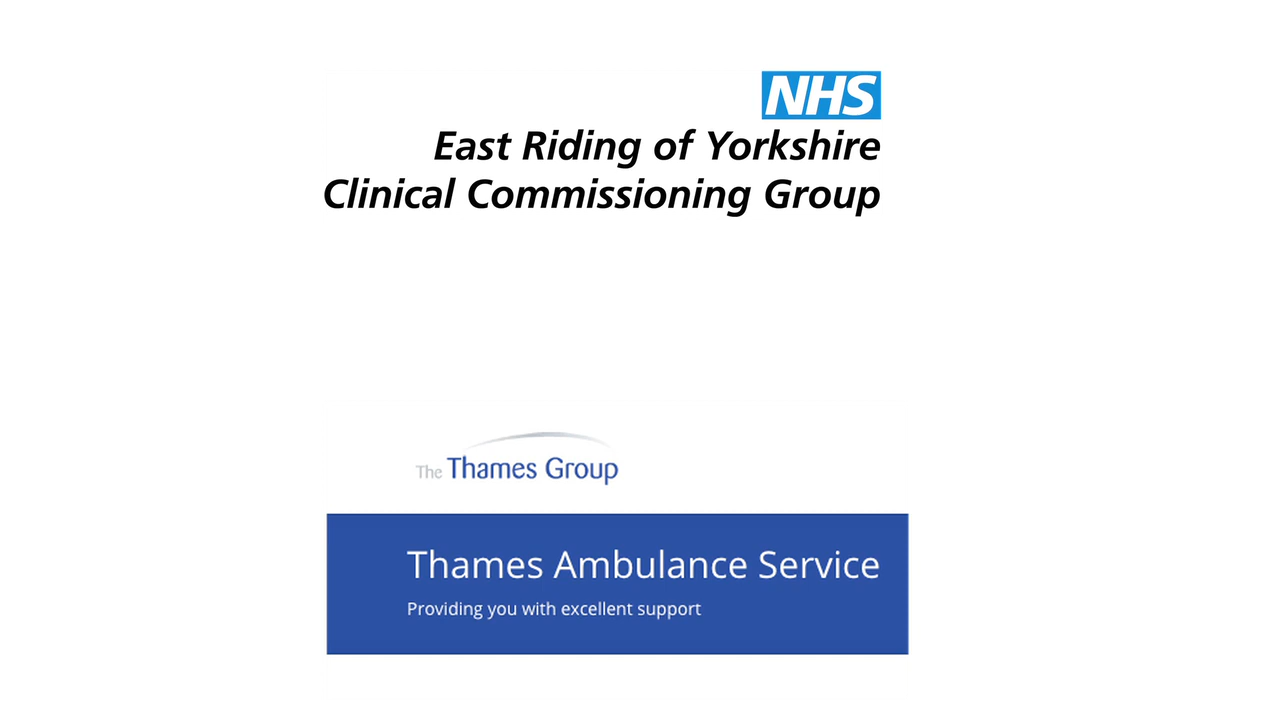 NHS
East Riding of Yorkshire
Clinical Commissioning Group
The Thames Group
Thames Ambulance Service
Providing you with excellent support